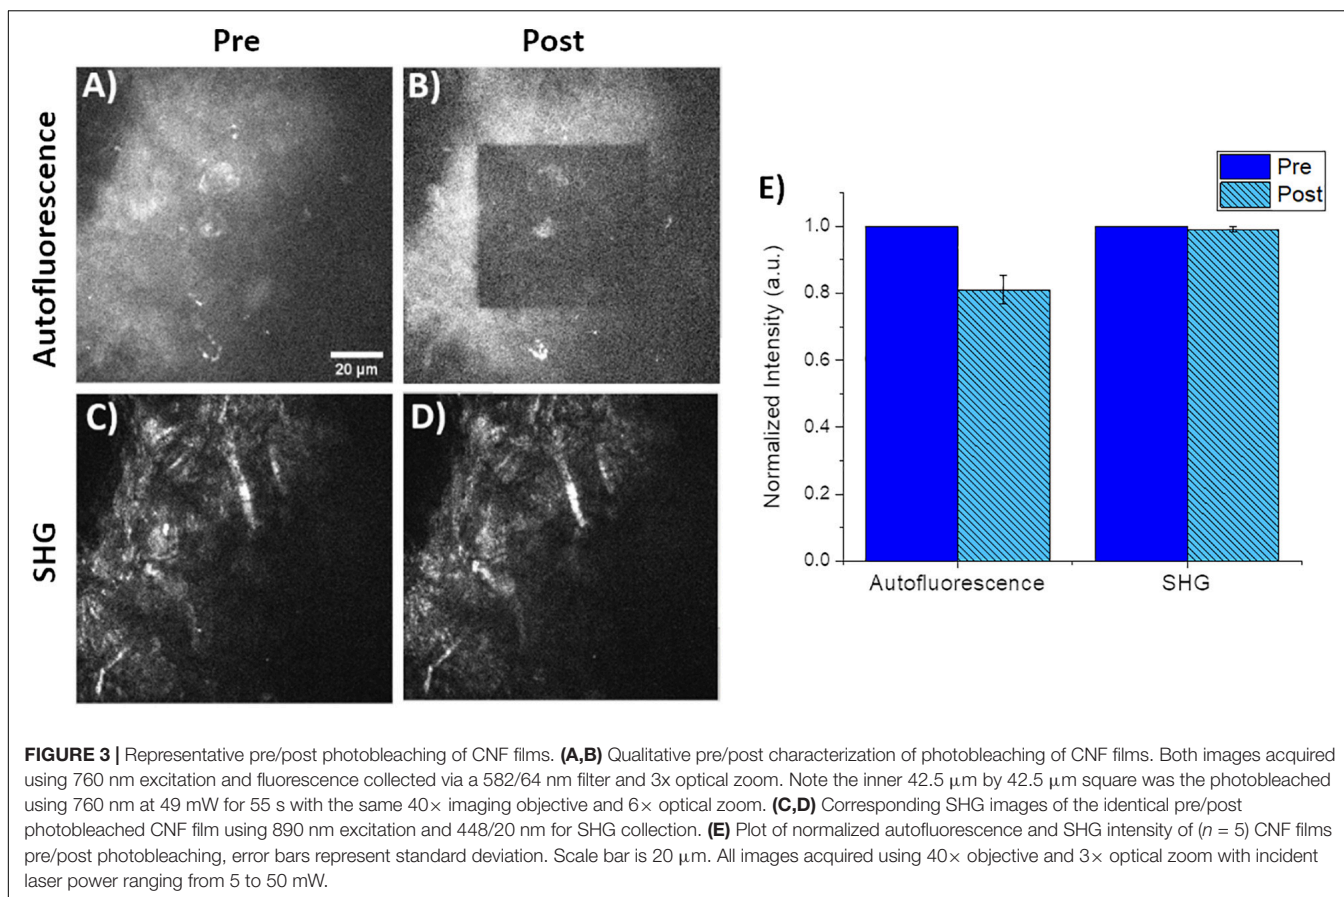 Pre
Post
Autofluorescence
A)
B)
20 μm
SHG
C)
D)
E)
Pre
Post
Normalized Intensity (a.u.)
1.0
0.8
0.6
0.4
0.2
0.0
Autofluorescence
SHG
FIGURE 3 | Representative pre/post photobleaching of CNF films. (A,B) Qualitative pre/post characterization of photobleaching of CNF films. Both images acquired
using 760 nm excitation and fluorescence collected via a 582/64 nm filter and 3x optical zoom. Note the inner 42.5 μm by 42.5 μm square was the photobleached
using 760 nm at 49 mW for 55 s with the same 40× imaging objective and 6× optical zoom. (C,D) Corresponding SHG images of the identical pre/post
photobleached CNF film using 890 nm excitation and 448/20 nm for SHG collection. (E) Plot of normalized autofluorescence and SHG intensity of (n = 5) CNF films
pre/post photobleaching, error bars represent standard deviation. Scale bar is 20 μm. All images acquired using 40× objective and 3× optical zoom with incident
laser power ranging from 5 to 50 mW.